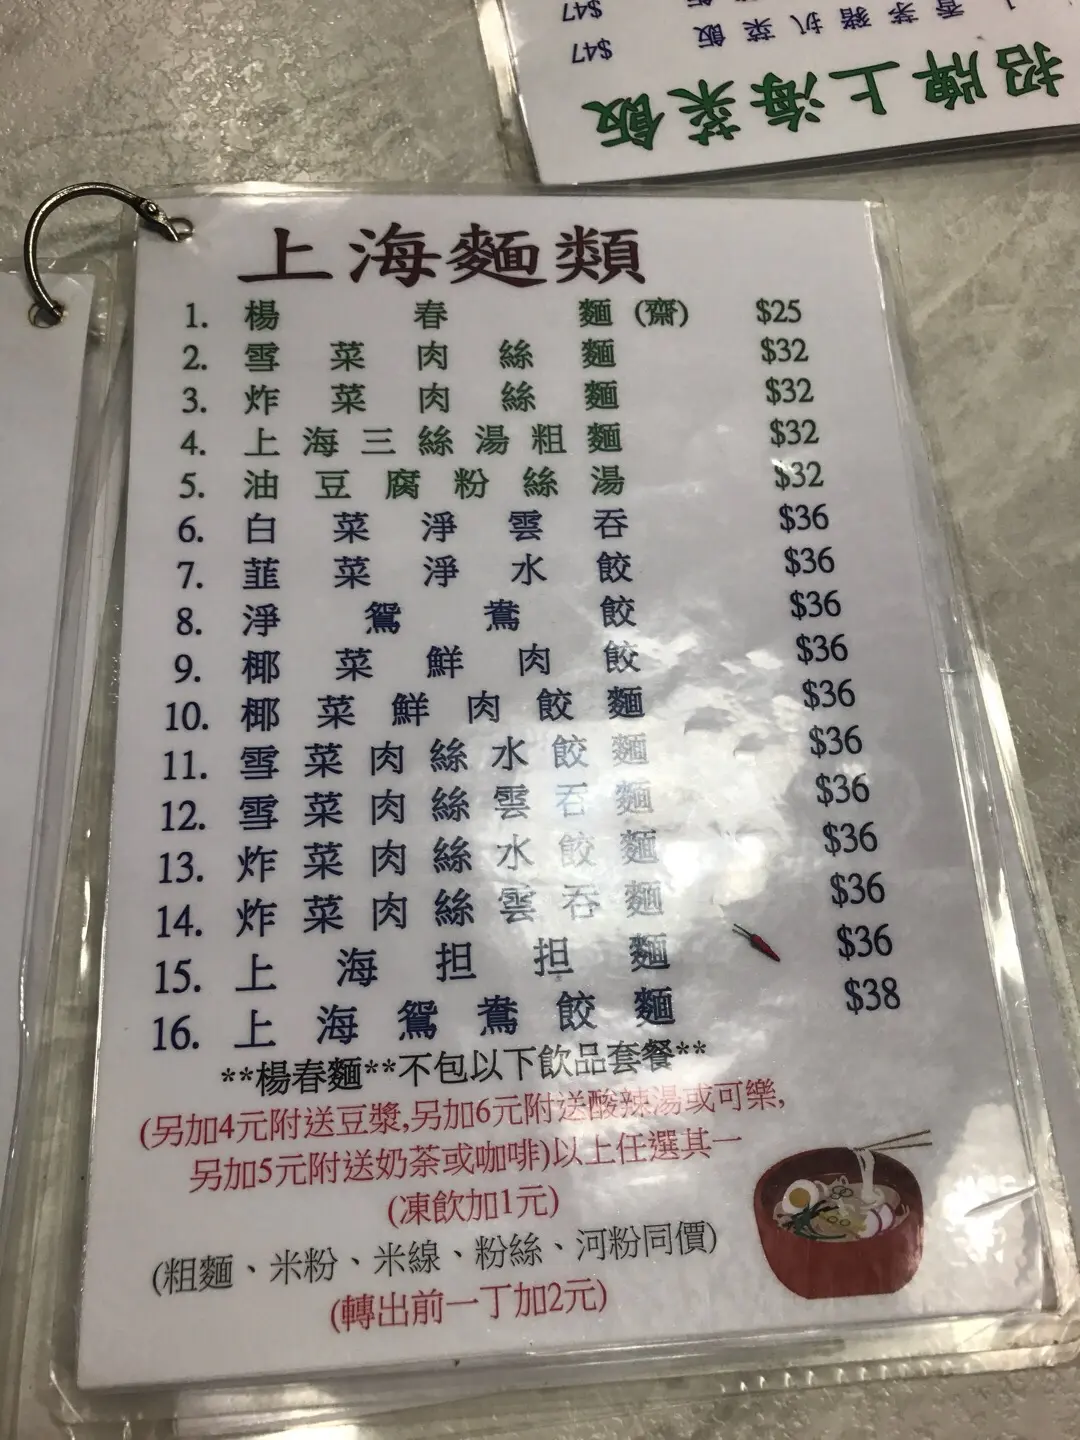 $47
香茅豬扒菜飯 $47
招牌上海菜飯
上海麵類
1. 楊春麵(齋) $25
2. 雪菜肉絲麵 $32
3. 炸菜肉絲麵 $32
4. 上海三絲湯粗麵 $32
5. 油豆腐粉絲湯 $32
6. 白菜淨雲吞 $36
7. 韮菜淨水餃 $36
8. 淨鴛鴦餃 $36
9. 椰菜鮮肉餃 $36
10. 椰菜鮮肉餃麵 $36
11. 雪菜肉絲水餃麵 $36
12. 雪菜肉絲雲吞麵 $36
13. 炸菜肉絲水餃麵 $36
14. 炸菜肉絲雲吞麵 $36
15. 上海担担麵 $36
16. 上海鴛鴦餃麵 $38
**楊春麵**不包以下飲品套餐**
(另加4元附送豆漿,另加6元附送酸辣湯或可樂,
另加5元附送奶茶或咖啡)以上任選其一
(凍飲加1元)
(粗麵、米粉、米線、粉絲、河粉同價)
(轉出前一丁加2元)